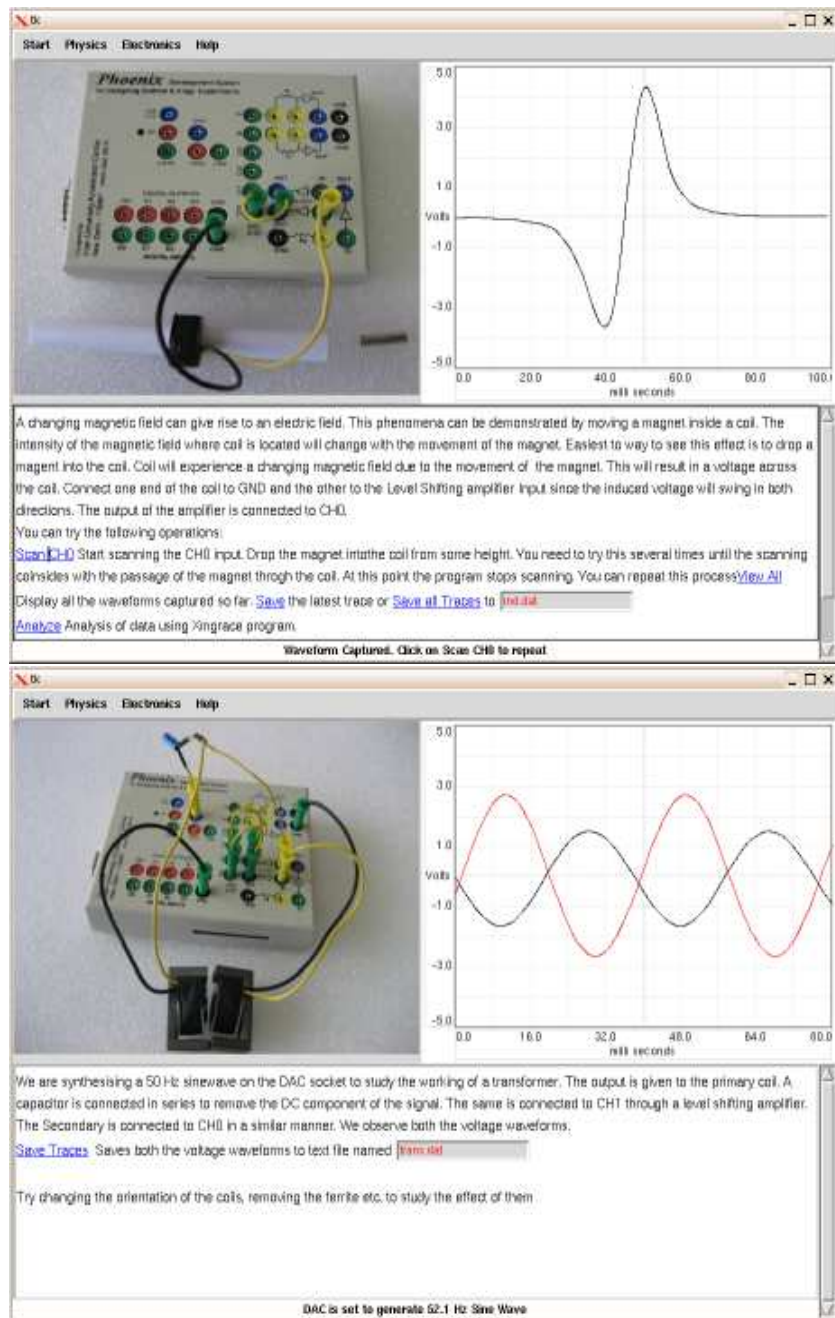 tk
Start Physics Electronics Help
Phoenix
5.0
3.0
1.0
Volts
-1.0
-3.0
-5.0
0.0 20.0 40.0 60.0 80.0 100.
milli seconds
A changing magnetic field can give rise to an electric field. This phenomena can be demonstrated by moving a magnet inside a coil. The
intensity of the magnetic field where coil is located will change with the movement of the magnet. Easiest to way to see this effect is to drop a
magent into the coil. Coil will experience a changing magnetic field due to the movement of the magnet. This will result in a voltage across
the coil. Connect one end of the coil to GND and the other to the Level Shifting amplifier Input since the induced voltage will swing in both
directions. The output of the amplifier is connected to CH0.
You can try the following operations:
Scan CH0 Start scanning the CH0 input. Drop the magnet intothe coil from some height. You need to try this several times until the scanning
coinsides with the passage of the magnet throgh the coil. At this point the program stops scanning. You can repeat this processView All
Display all the waveforms captured so far. Save the latest trace or Save all Traces to ind.dat
Analyze Analysis of data using Xmgrace program.
Waveform Captured. Click on Scan CH0 to repeat
tk
Start Physics Electronics Help
Phoenix
5.0
3.0
1.0
Volts
-1.0
-3.0
-5.0
0.0 16.0 32.0 48.0 64.0 80.0
milli seconds
We are synthesising a 50 Hz sinewave on the DAC socket to study the working of a transformer. The output is given to the primary coil. A
capacitor is connected in series to remove the DC component of the signal. The same is connected to CH1 through a level shifting amplifier.
The Secondary is connected to CH0 in a similar manner. We observe both the voltage waveforms.
Save Traces Saves both the voltage waveforms to text file named trans.dat
Try changing the orientation of the coils, removing the ferrite etc. to study the effect of them
DAC is set to generate 52.1 Hz Sine Wave